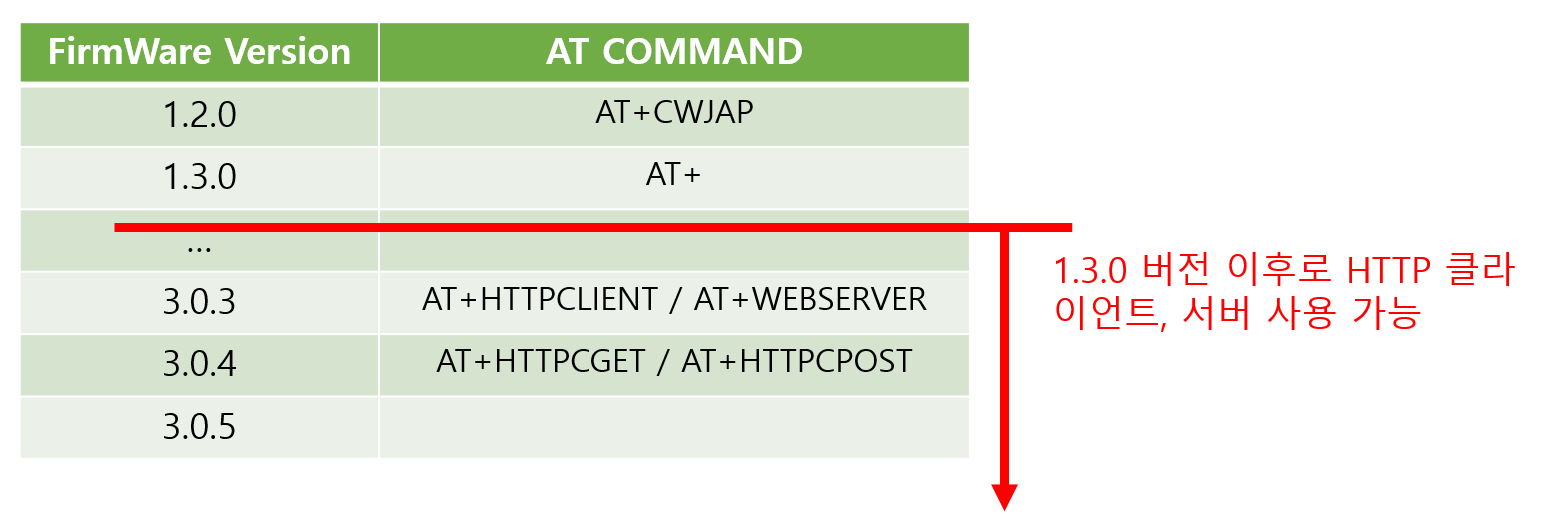 FirmWare Version AT COMMAND
1.2.0 AT+CWJAP
1.3.0 AT+
...
3.0.3 AT+HTTPCLIENT / AT+WEBSERVER
3.0.4 AT+HTTPCGET / AT+HTTPCPOST
3.0.5
1.3.0 버전 이후로 HTTP 클라
이언트, 서버 사용 가능